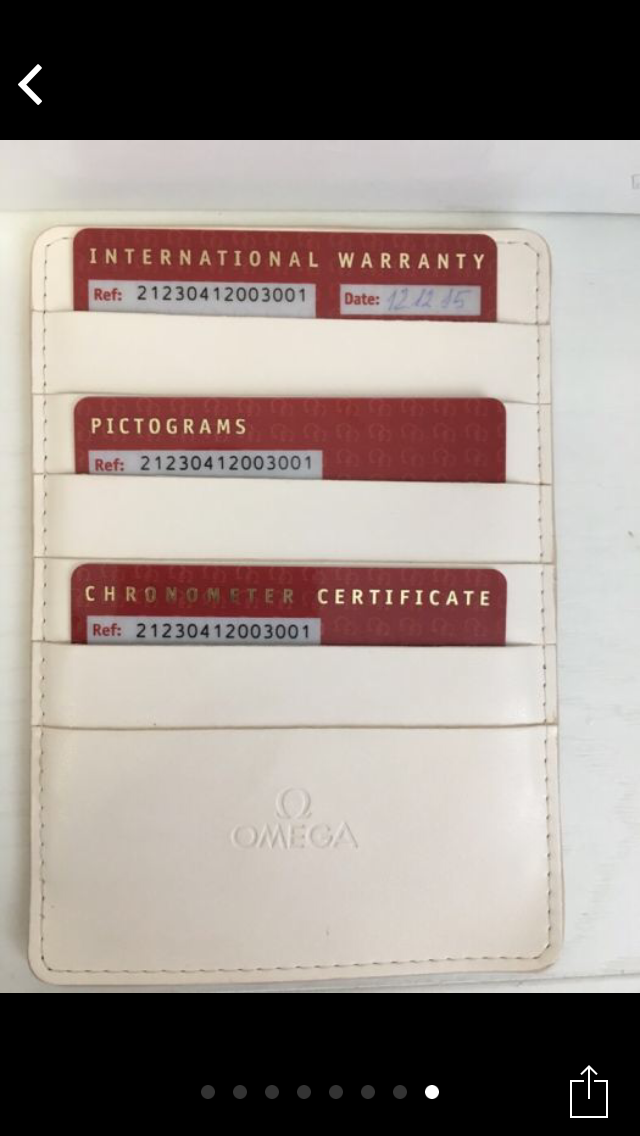 INTERNATIONAL WARRANTY
Ref: 21230412003001 Date: 12.12.15
PICTOGRAMS
Ref: 21230412003001
CHRONOMETER CERTIFICATE
Ref: 21230412003001
Ω
OMEGA